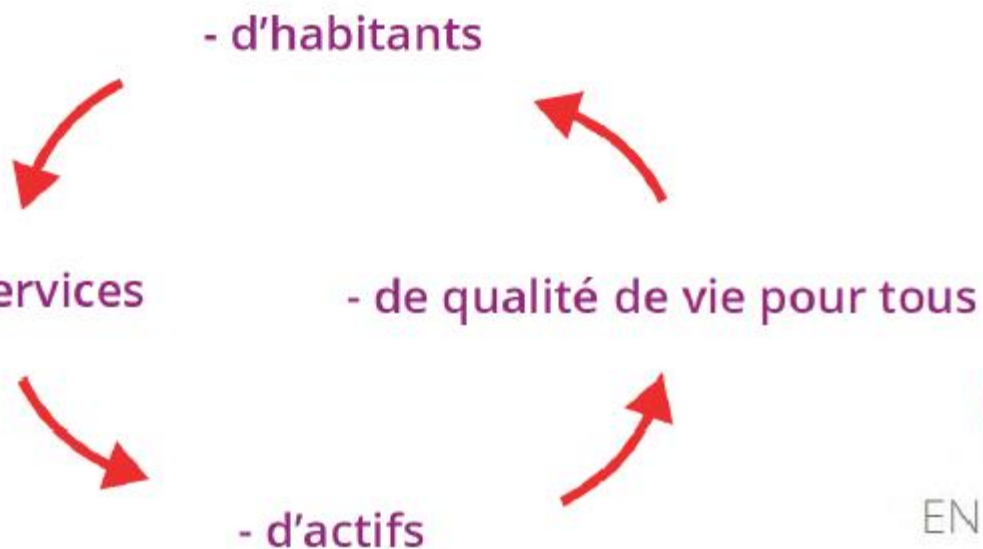 - d'habitants
ervices
- de qualité de vie pour tous
- d'actifs
EN